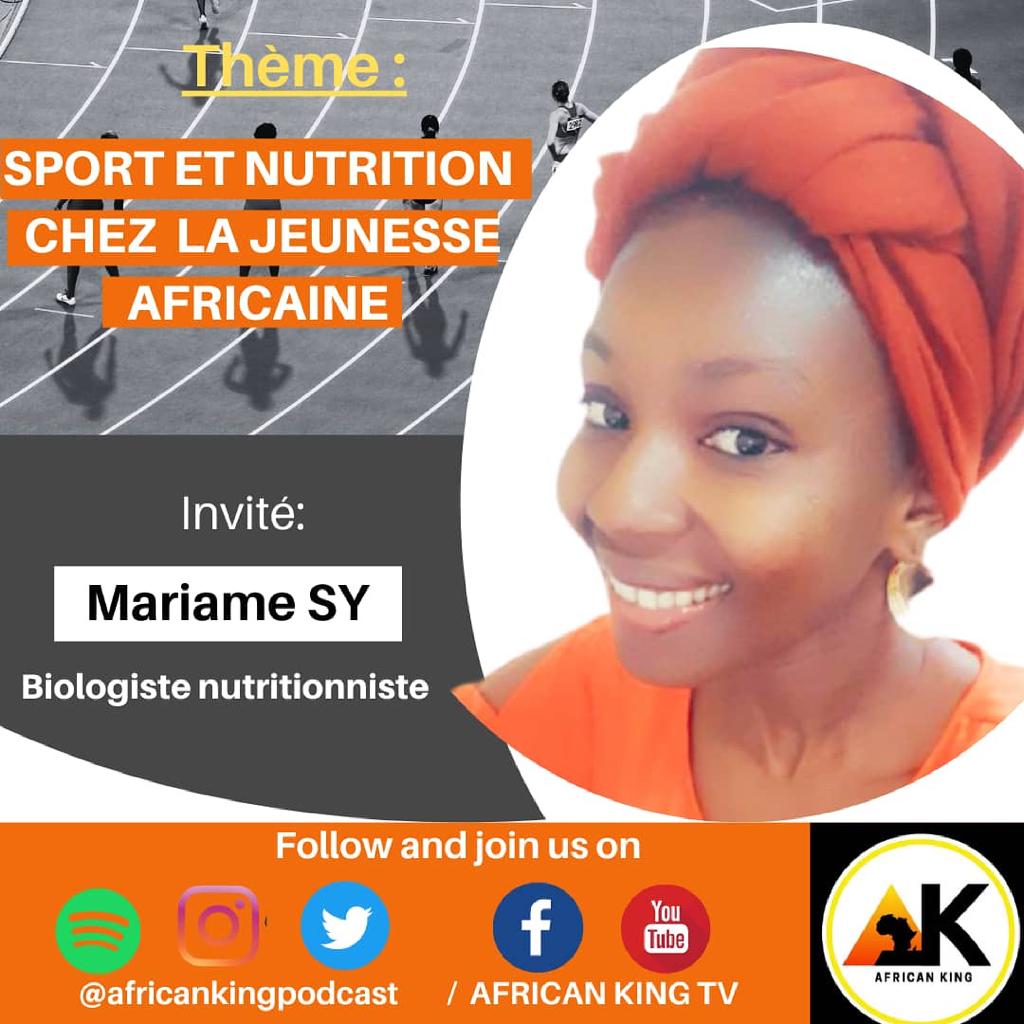 Thème :
SPORT ET NUTRITION
CHEZ LA JEUNESSE
AFRICAINE
Invité:
Mariame SY
Biologiste nutritionniste
Follow and join us on
You
Tube
@africankingpodcast / AFRICAN KING TV
AK
AFRICAN KING